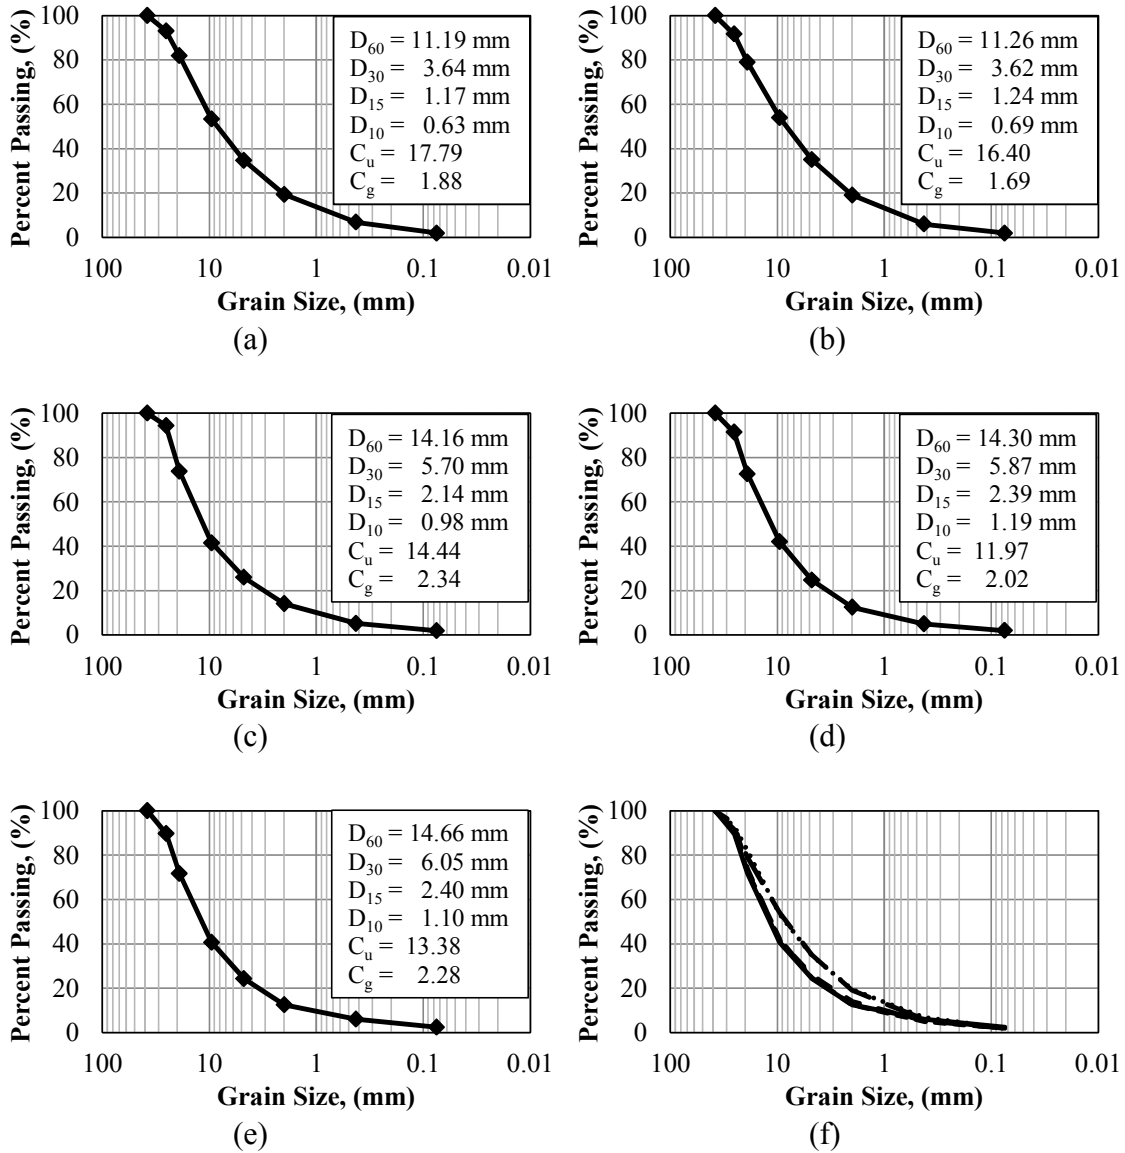 Percent Passing, (%)
100
80
60
40
20
0
100
10
1
0.1
0.01
Grain Size, (mm)
D60 = 11.19 mm
D30 = 3.64 mm
D15 = 1.17 mm
D10 = 0.63 mm
Cu = 17.79
Cg = 1.88
(a)
Percent Passing, (%)
100
80
60
40
20
0
100
10
1
0.1
0.01
Grain Size, (mm)
D60 = 11.26 mm
D30 = 3.62 mm
D15 = 1.24 mm
D10 = 0.69 mm
Cu = 16.40
Cg = 1.69
(b)
Percent Passing, (%)
100
80
60
40
20
0
100
10
1
0.1
0.01
Grain Size, (mm)
D60 = 14.16 mm
D30 = 5.70 mm
D15 = 2.14 mm
D10 = 0.98 mm
Cu = 14.44
Cg = 2.34
(c)
Percent Passing, (%)
100
80
60
40
20
0
100
10
1
0.1
0.01
Grain Size, (mm)
D60 = 14.30 mm
D30 = 5.87 mm
D15 = 2.39 mm
D10 = 1.19 mm
Cu = 11.97
Cg = 2.02
(d)
Percent Passing, (%)
100
80
60
40
20
0
100
10
1
0.1
0.01
Grain Size, (mm)
D60 = 14.66 mm
D30 = 6.05 mm
D15 = 2.40 mm
D10 = 1.10 mm
Cu = 13.38
Cg = 2.28
(e)
Percent Passing, (%)
100
80
60
40
20
0
100
10
1
0.1
0.01
Grain Size, (mm)
(f)